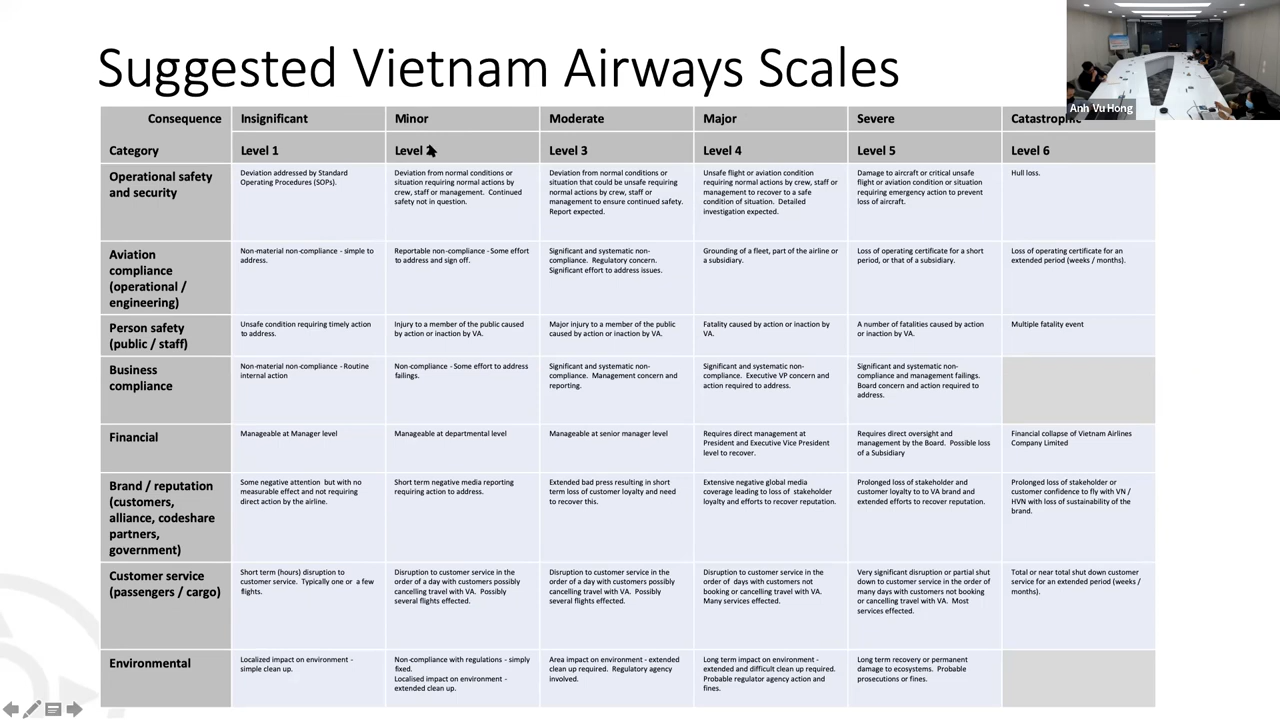 Suggested Vietnam Airways Scales
Anh Vu Hong
Consequence
Insignificant
Minor
Moderate
Major
Severe
Catastrophic
Category
Level 1
Level 2
Level 3
Level 4
Level 5
Level 6
Operational safety
and security
Deviation addressed by Standard
Operating Procedures (SOPs).
Deviation from normal conditions or
situation requiring normal actions by
crew, staff or management. Continued
safety not in question.
Deviation from normal conditions or
situation that could be unsafe requiring
normal actions by crew, staff or
management to ensure continued safety.
Report expected.
Unsafe flight or aviation condition
requiring normal actions by crew, staff or
management to recover to a safe
condition of situation. Detailed
investigation expected.
Damage to aircraft or critical unsafe
flight or aviation condition or situation
requiring emergency action to prevent
loss of aircraft.
Hull loss.
Aviation
compliance
(operational /
engineering)
Non-material non-compliance - simple to
address.
Reportable non-compliance - Some effort
to address and sign off.
Significant and systematic non-
compliance. Regulatory concern.
Significant effort to address issues.
Grounding of a fleet, part of the airline or
a subsidiary.
Loss of operating certificate for a short
period, or that of a subsidiary.
Loss of operating certificate for an
extended period (weeks / months).
Person safety
(public / staff)
Unsafe condition requiring timely action
to address.
Injury to a member of the public caused
by action or inaction by VA.
Major injury to a member of the public
caused by action or inaction by VA.
Fatality caused by action or inaction by
VA.
A number of fatalities caused by action
or inaction by VA.
Multiple fatality event
Business
compliance
Non-material non-compliance - Routine
internal action
Non-compliance - Some effort to address
failings.
Significant and systematic non-
compliance. Management concern and
reporting.
Significant and systematic non-
compliance. Executive VP concern and
action required to address.
Significant and systematic non-
compliance and management failings.
Board concern and action required to
address.
Financial
Manageable at Manager level
Manageable at departmental level
Manageable at senior manager level
Requires direct management at
President and Executive Vice President
level to recover.
Requires direct oversight and
management by the Board. Possible loss
of a Subsidiary
Financial collapse of Vietnam Airlines
Company Limited
Brand / reputation
(customers,
alliance, codeshare
partners,
government)
Some negative attention but with no
measurable effect and not requiring
direct action by the airline.
Short term negative media reporting
requiring action to address.
Extended bad press resulting in short
term loss of customer loyalty and need
to recover this.
Extensive negative global media
coverage leading to loss of stakeholder
loyalty and efforts to recover reputation.
Prolonged loss of stakeholder and
customer loyalty to to VA brand and
extended efforts to recover reputation.
Prolonged loss of stakeholder or
customer confidence to fly with VN /
HVN with loss of sustainability of the
brand.
Customer service
(passengers / cargo)
Short term (hours) disruption to
customer service. Typically one or a few
flights.
Disruption to customer service in the
order of a day with customers possibly
cancelling travel with VA. Possibly
several flights effected.
Disruption to customer service in the
order of a day with customers possibly
cancelling travel with VA. Possibly
several flights effected.
Disruption to customer service in the
order of days with customers not
booking or cancelling travel with VA.
Many services effected.
Very significant disruption or partial shut
down to customer service in the order of
many days with customers not booking
or cancelling travel with VA. Most
services effected.
Total or near total shut down customer
service for an extended period (weeks /
months).
Environmental
Localized impact on environment -
simple clean up.
Non-compliance with regulations - simply
fixed.
Localised impact on environment -
extended clean up.
Area impact on environment - extended
clean up required. Regulatory agency
involved.
Long term impact on environment -
extended and difficult clean up required.
Probable regulator agency action and
fines.
Long term recovery or permanent
damage to ecosystems. Probable
prosecutions or fines.